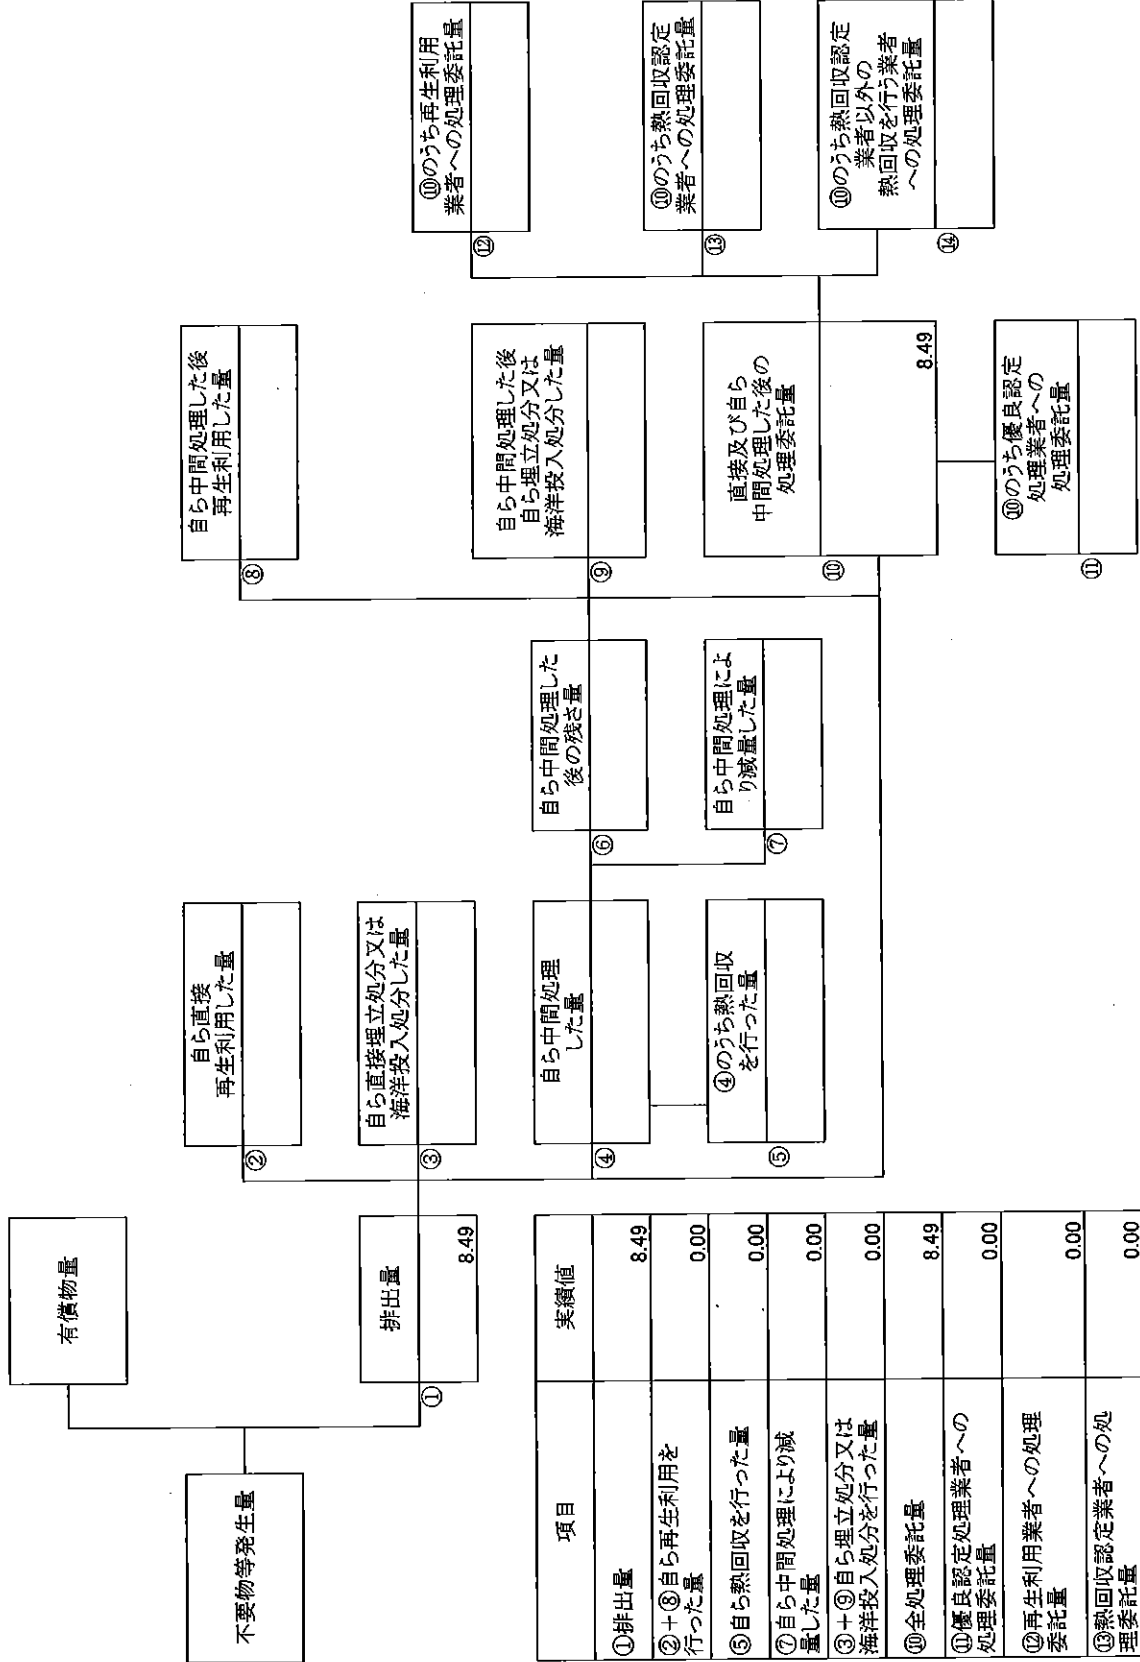 不要物等発生量
有償物量
排出量
①
8.49
自ら直接
再生利用した量
②
自ら直接埋立処分又は
海洋投入処分した量
③
自ら中間処理
した量
④
④のうち熱回収
を行った量
⑤
自ら中間処理した
後の残さ量
⑥
自ら中間処理によ
り減量した量
⑦
自ら中間処理した後
再生利用した量
⑧
自ら中間処理した後
自ら埋立処分又は
海洋投入処分した量
⑨
直接及び自ら
中間処理した後の
処理委託量
⑩
8.49
⑩のうち優良認定
処理業者への
処理委託量
⑪
⑩のうち再生利用
業者への処理委託量
⑫
⑩のうち熱回収認定
業者への処理委託量
⑬
⑩のうち熱回収認定
業者以外の
熱回収を行う業者
への処理委託量
⑭
項目 実績値
①排出量 8.49
②+⑧自ら再生利用を
行った量 0.00
⑤自ら熱回収を行った量 0.00
⑦自ら中間処理により減
量した量 0.00
③+⑨自ら埋立処分又は
海洋投入処分を行った量 0.00
⑩全処理委託量 8.49
⑪優良認定処理業者への
処理委託量 0.00
⑫再生利用業者への処理
委託量 0.00
⑬熱回収認定業者への処
理委託量 0.00